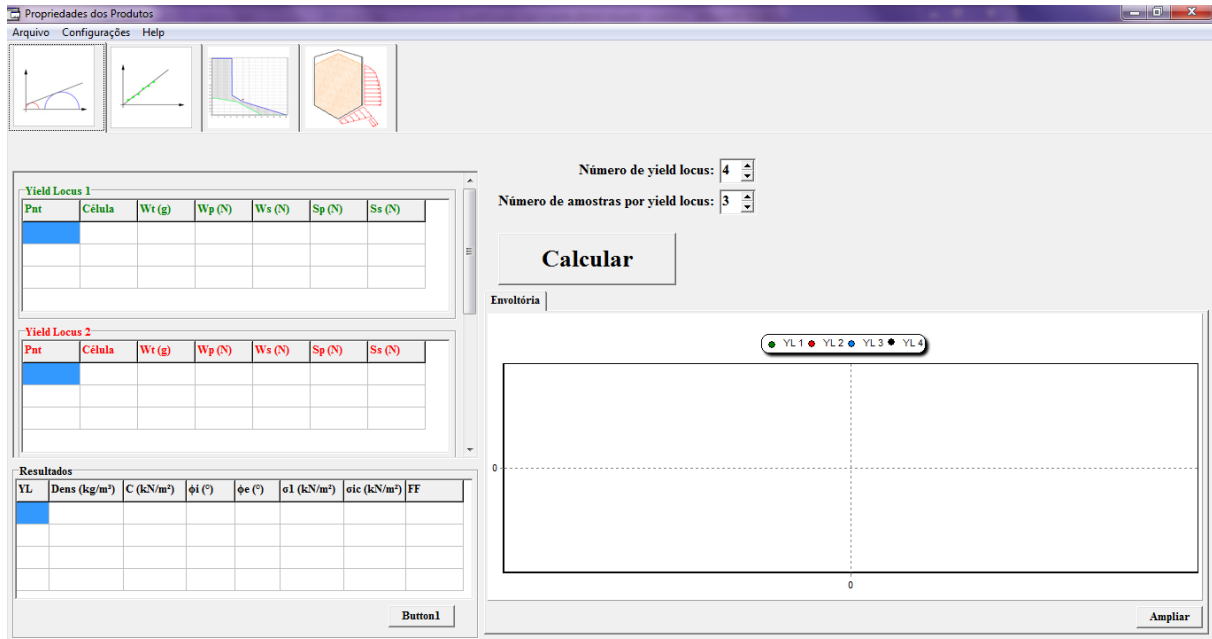 Propriedades dos Produtos
Arquivo Configurações Help
Número de yield locus: 4
Número de amostras por yield locus: 3
Calcular
Yield Locus 1
Pnt Célula Wt (g) Wp (N) Ws (N) Sp (N) Ss (N)
Yield Locus 2
Pnt Célula Wt (g) Wp (N) Ws (N) Sp (N) Ss (N)
Resultados
YL Dens (kg/m³) C (kN/m²) ϕi (°) ϕe (°) σ1 (kN/m²) σic (kN/m²) FF
Button1
Envoltória
YL 1 YL 2 YL 3 YL 4
0
0
Ampliar